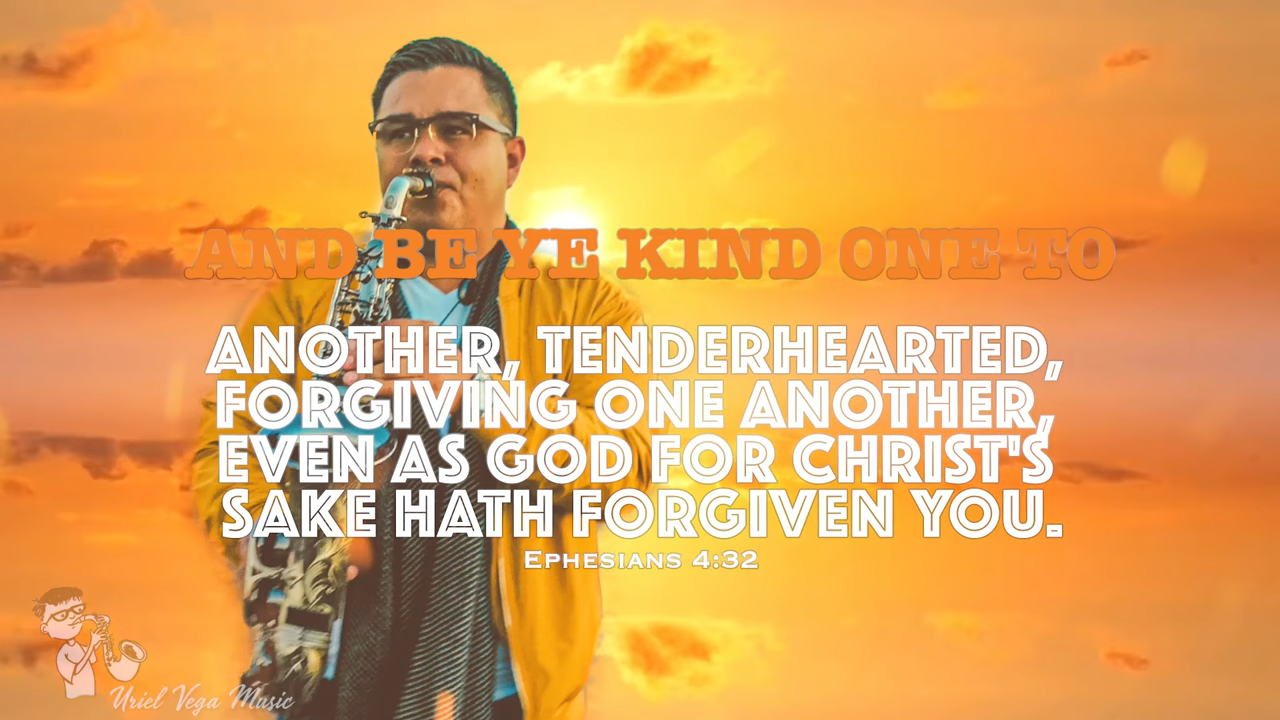 AND BE YE KIND ONE TO
ANOTHER, TENDERHEARTED,
FORGIVING ONE ANOTHER,
EVEN AS GOD FOR CHRIST'S
SAKE HATH FORGIVEN YOU.
Ephesians 4:32
Uriel Vega Music